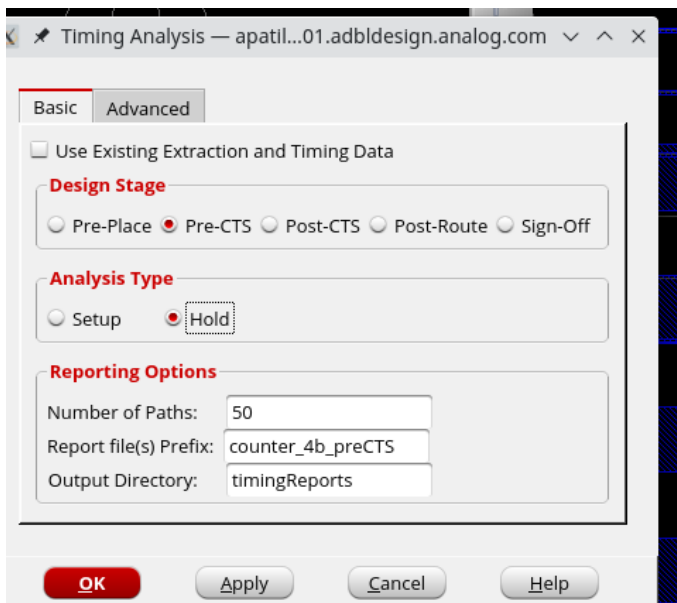 Timing Analysis — apatil...01.adbldesign.analog.com
Basic Advanced
Use Existing Extraction and Timing Data
Design Stage
Pre-Place Pre-CTS Post-CTS Post-Route Sign-Off
Analysis Type
Setup Hold
Reporting Options
Number of Paths: 50
Report file(s) Prefix: counter_4b_preCTS
Output Directory: timingReports
OK Apply Cancel Help